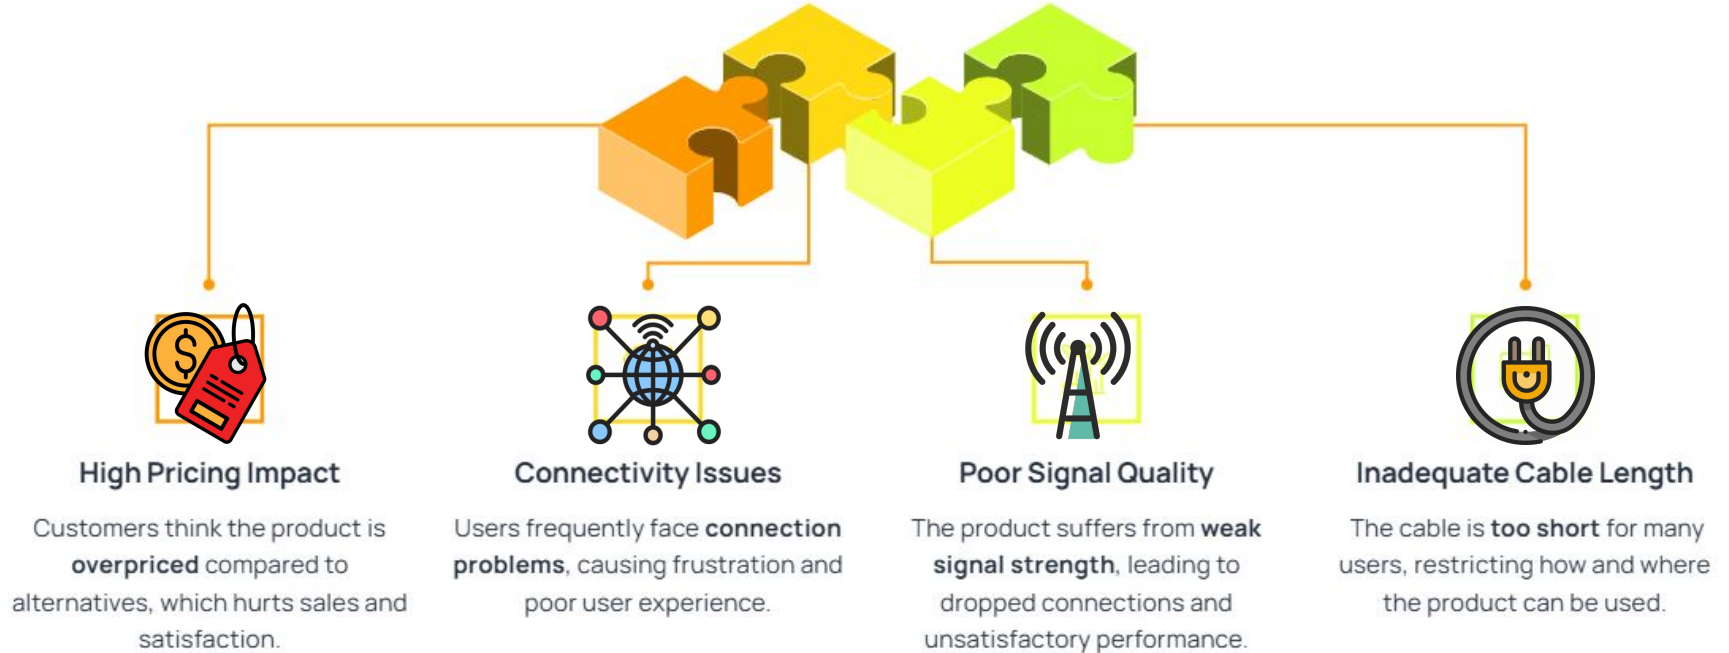 High Pricing Impact
Customers think the product is
overpriced compared to
alternatives, which hurts sales and
satisfaction.
Connectivity Issues
Users frequently face connection
problems, causing frustration and
poor user experience.
Poor Signal Quality
The product suffers from weak
signal strength, leading to
dropped connections and
unsatisfactory performance.
Inadequate Cable Length
The cable is too short for many
users, restricting how and where
the product can be used.